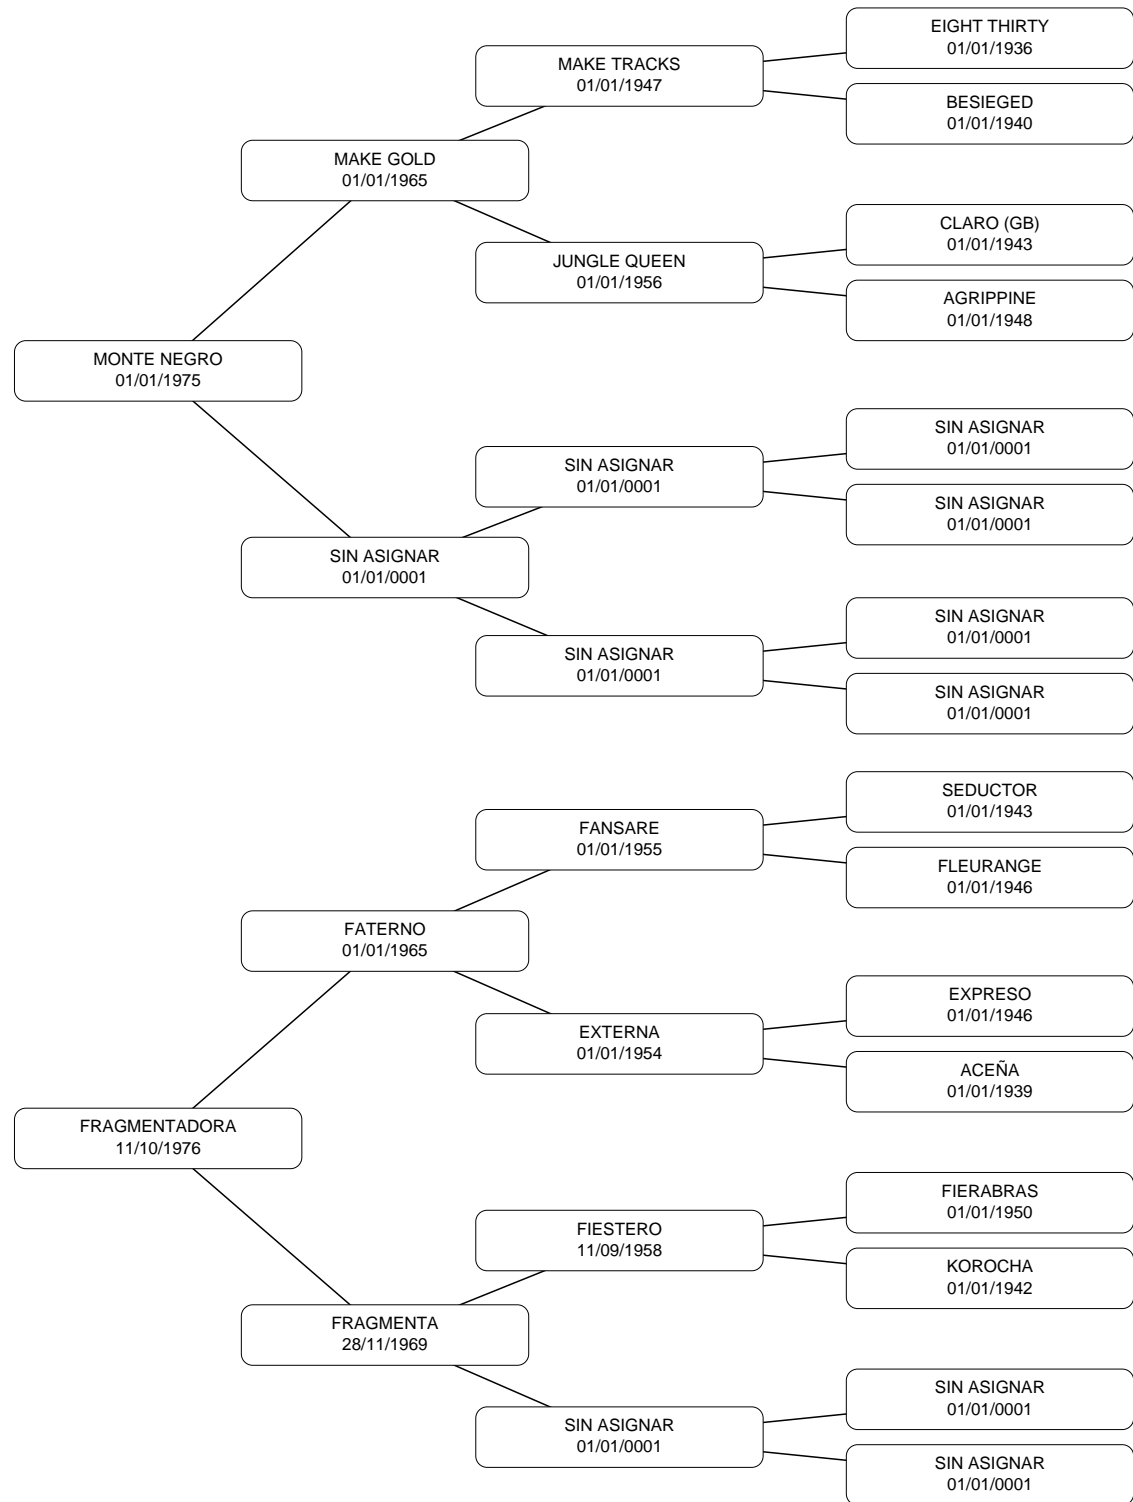 EIGHT THIRTY
01/01/1936
MAKE TRACKS
01/01/1947
BESIEGED
01/01/1940
MAKE GOLD
01/01/1965
CLARO (GB)
01/01/1943
JUNGLE QUEEN
01/01/1956
AGRIPPINE
01/01/1948
MONTE NEGRO
01/01/1975
SIN ASIGNAR
01/01/0001
SIN ASIGNAR
01/01/0001
SIN ASIGNAR
01/01/0001
SIN ASIGNAR
01/01/0001
SIN ASIGNAR
01/01/0001
SIN ASIGNAR
01/01/0001
SIN ASIGNAR
01/01/0001
SEDUCTOR
01/01/1943
FANSARE
01/01/1955
FLEURANGE
01/01/1946
FATERNO
01/01/1965
EXPRESO
01/01/1946
EXTERNA
01/01/1954
ACEÑA
01/01/1939
FRAGMENTADORA
11/10/1976
FIERABRAS
01/01/1950
FIESTERO
11/09/1958
KOROCHA
01/01/1942
FRAGMENTA
28/11/1969
SIN ASIGNAR
01/01/0001
SIN ASIGNAR
01/01/0001
SIN ASIGNAR
01/01/0001